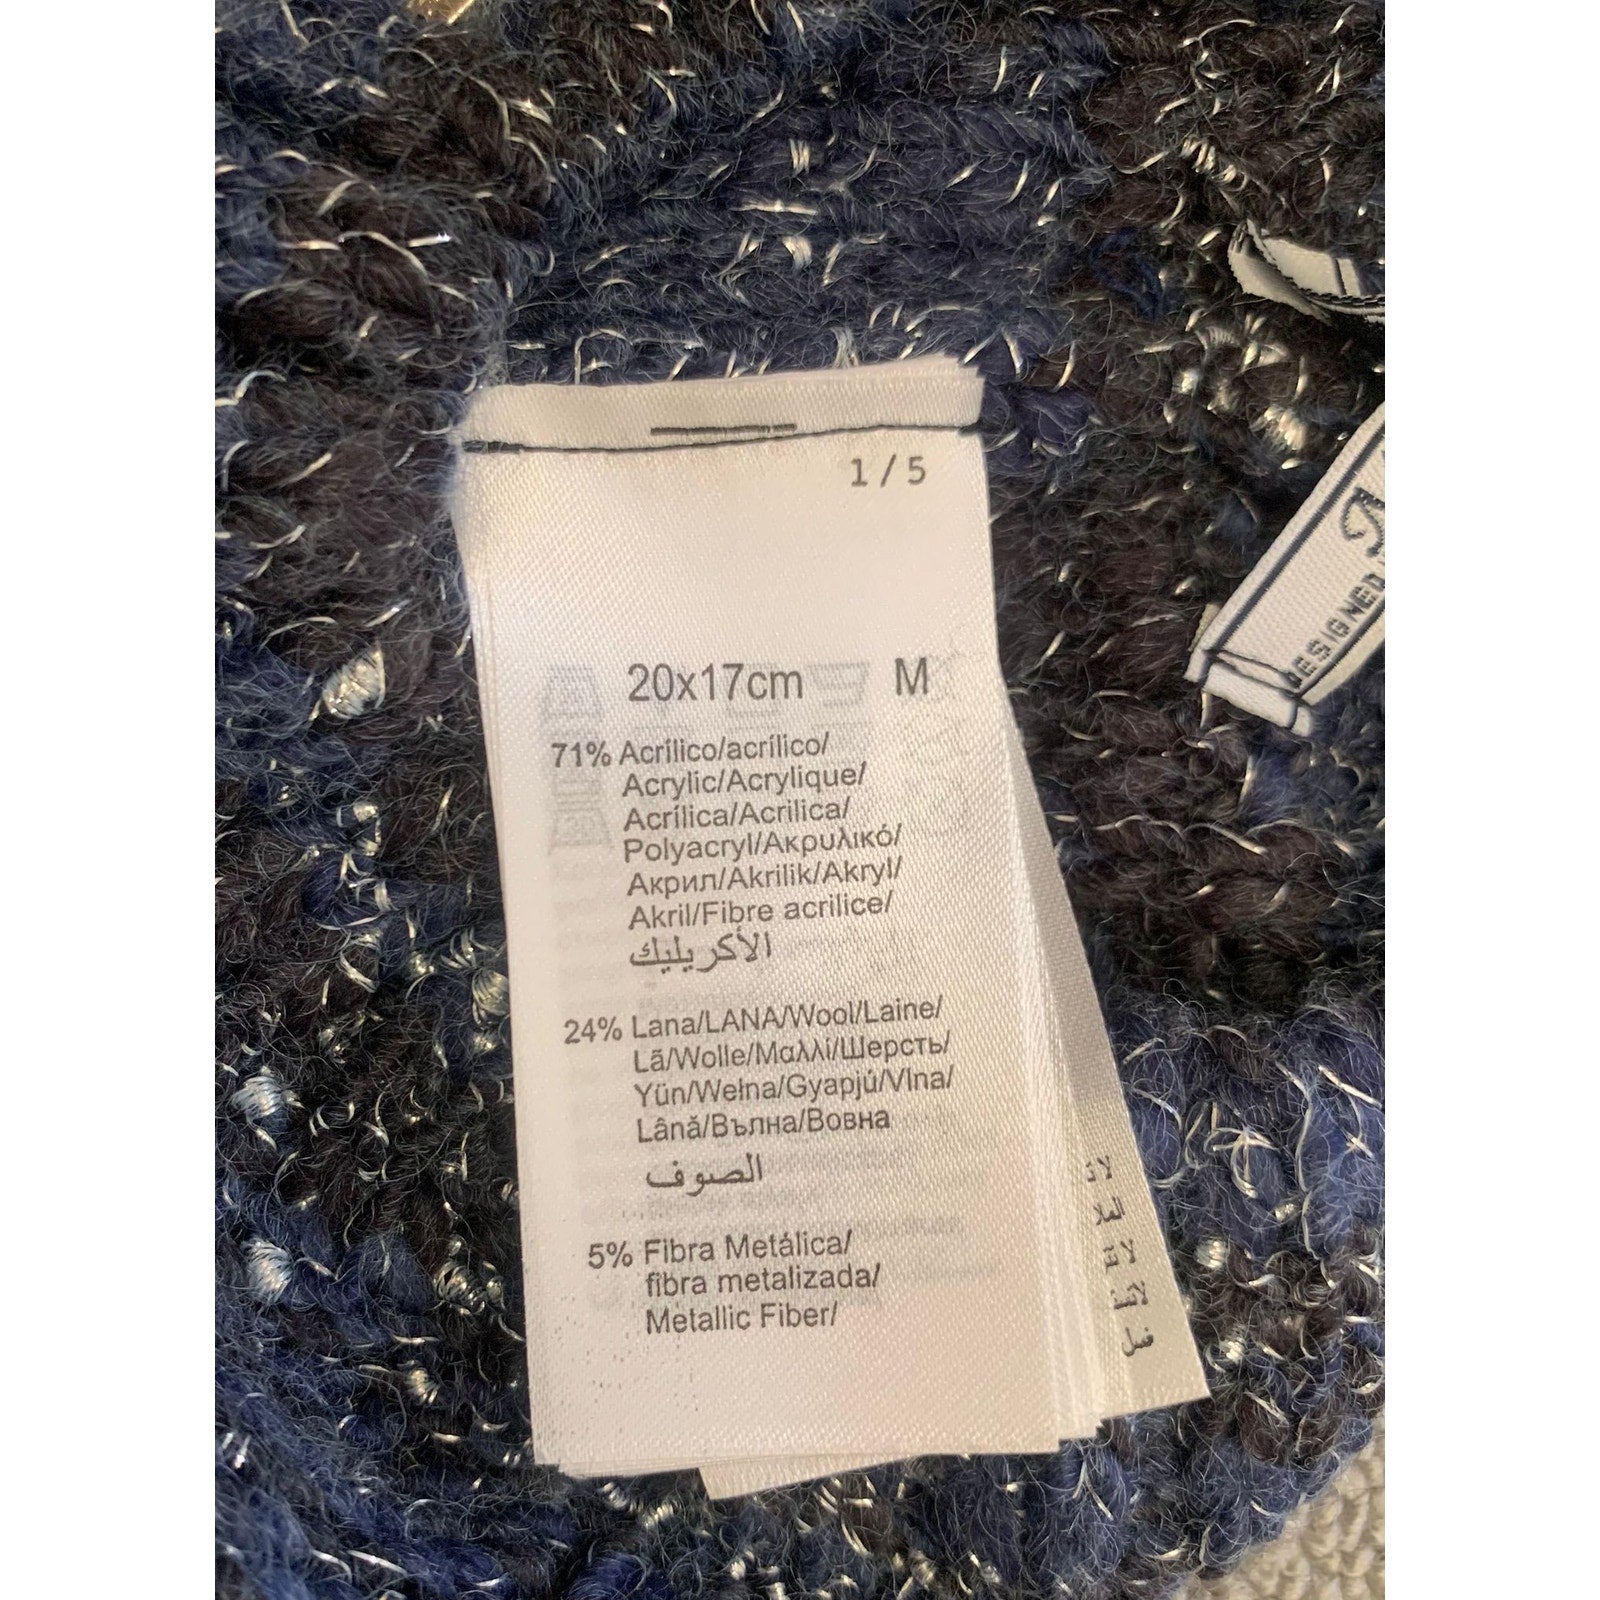 1/5
20x17cm M
71% Acrílico/acrílico/
Acrylic/Acrylique/
Acrílica/Acrilica/
Polyacryl/Ακρυλικό/
Акрил/Akrilik/Akryl/
Akril/Fibre acrilice/
الأكريليك
24% Lana/LANA/Wool/Laine/
Lã/Wolle/Μαλλί/Шерсть/
Yün/Wełna/Gyapjú/Vlna/
Lână/Вълна/Вовна
الصوف
5% Fibra Metálica/
fibra metalizada/
Metallic Fiber/
DESIGNED